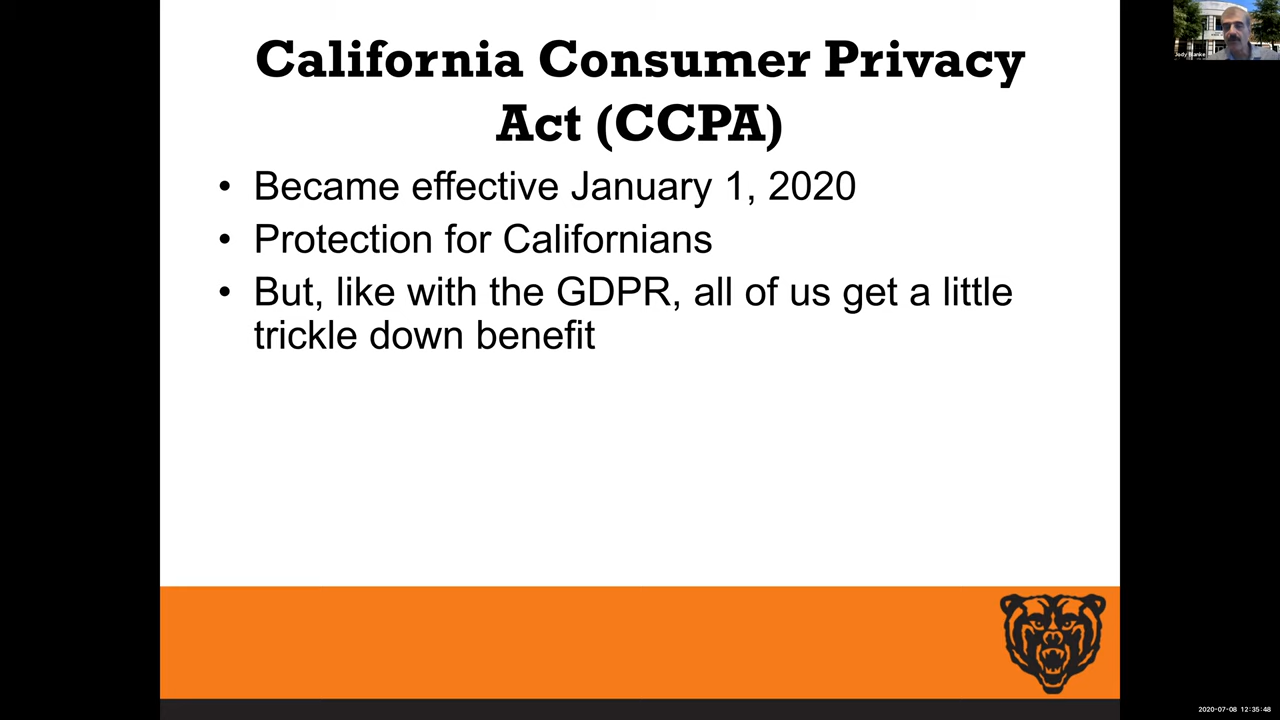 California Consumer Privacy
Act (CCPA)
• Became effective January 1, 2020
• Protection for Californians
• But, like with the GDPR, all of us get a little
trickle down benefit
2020-07-08 12:35:48